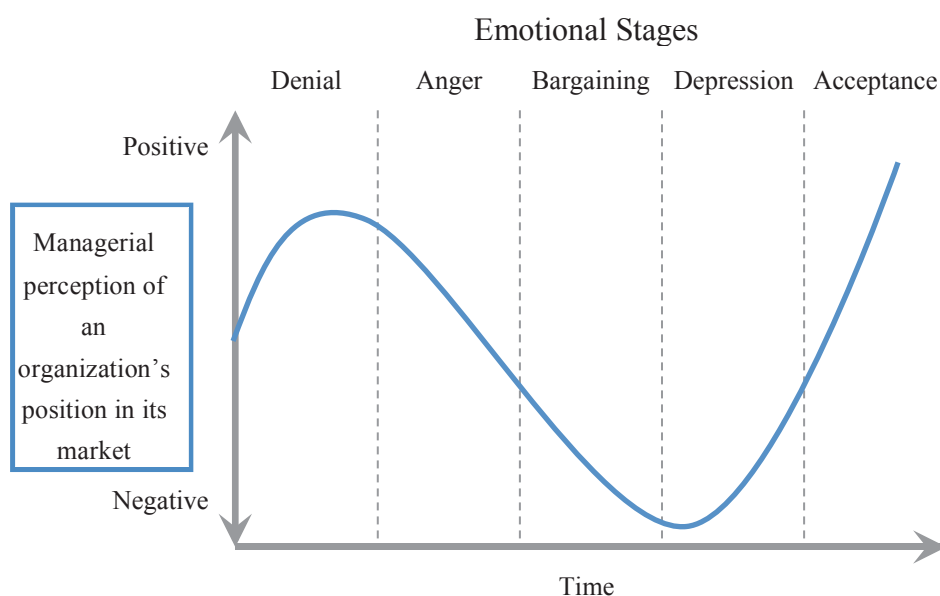 Emotional Stages
Denial
Anger
Bargaining
Depression
Acceptance
Positive
Managerial
perception of
an
organization's
position in its
market
Negative
Time